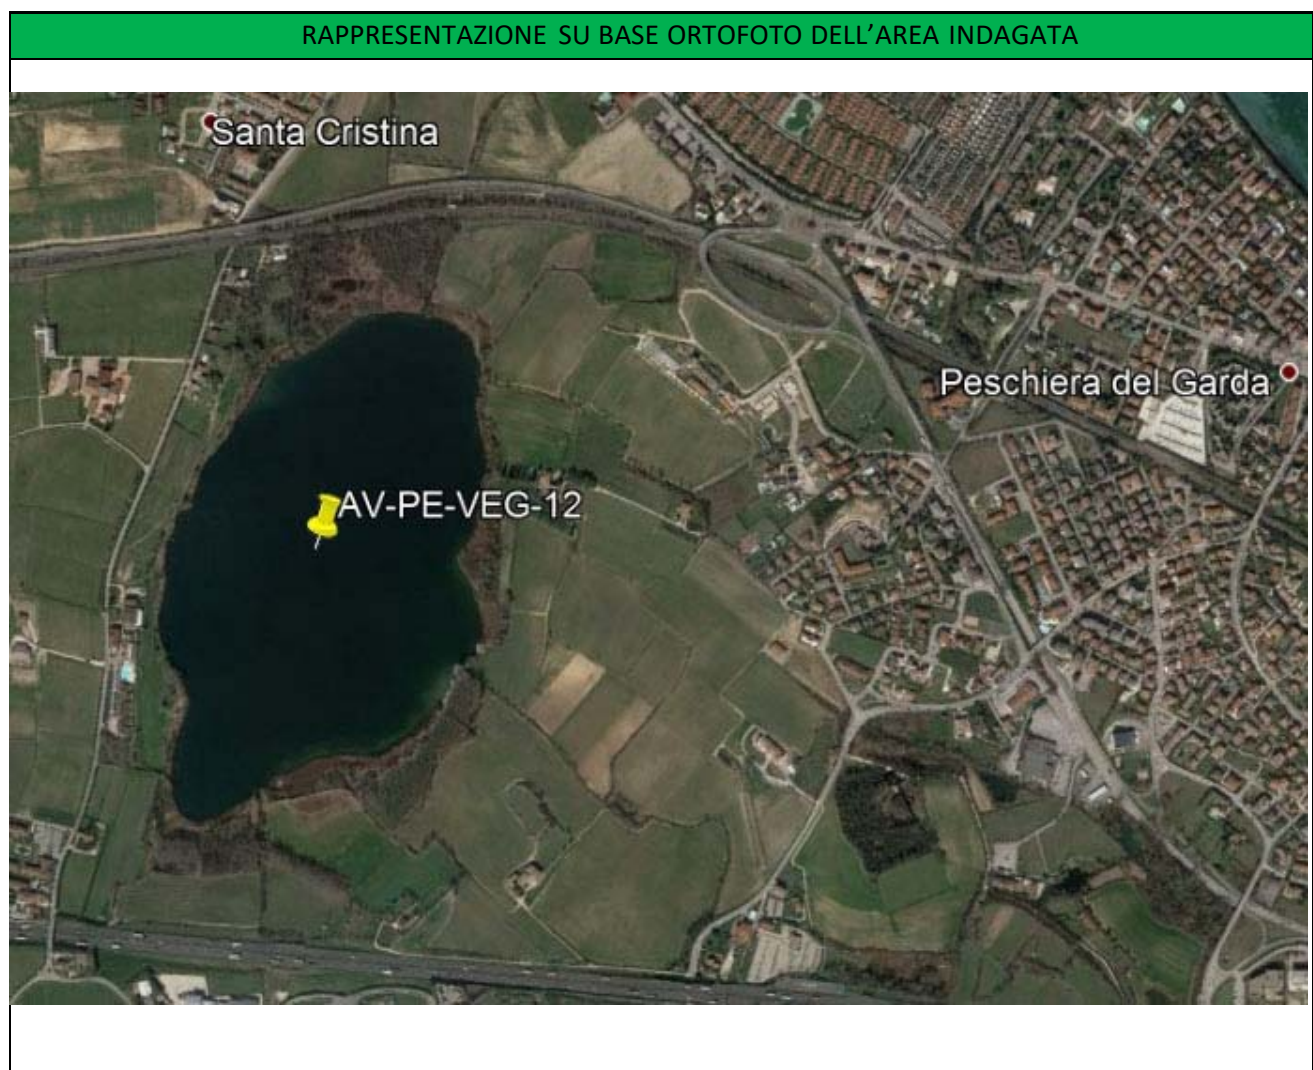 RAPPRESENTAZIONE SU BASE ORTOFOTO DELL'AREA INDAGATA
Santa Cristina
Peschiera del Garda
AV-PE-VEG-12